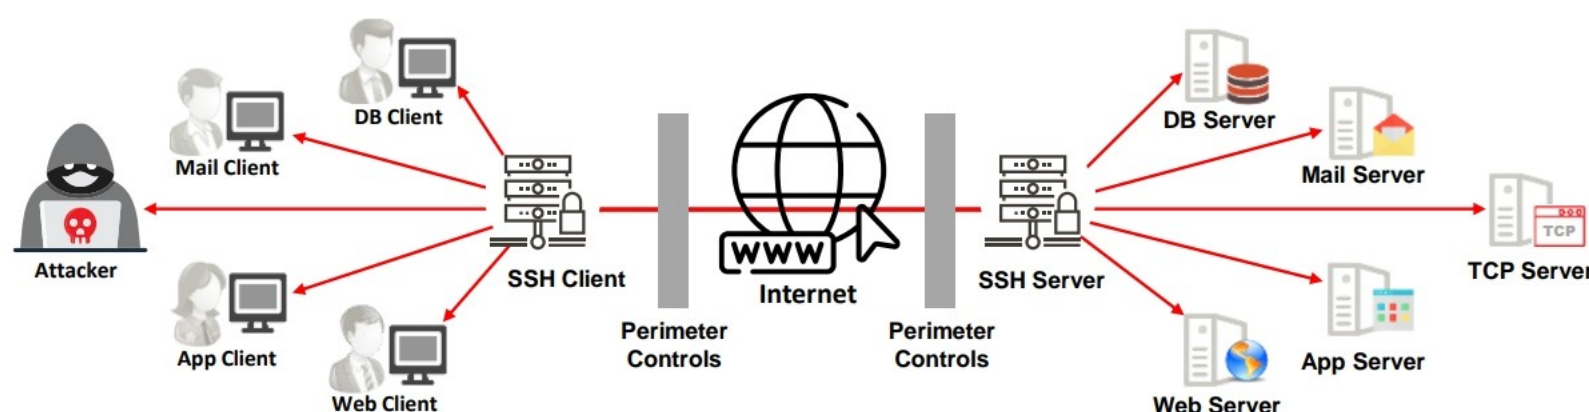 DB Client
Mail Client
Attacker
App Client
Web Client
SSH Client
Perimeter
Controls
WWW
Internet
Perimeter
Controls
SSH Server
DB Server
Mail Server
TCP
TCP Server
App Server
Web Server